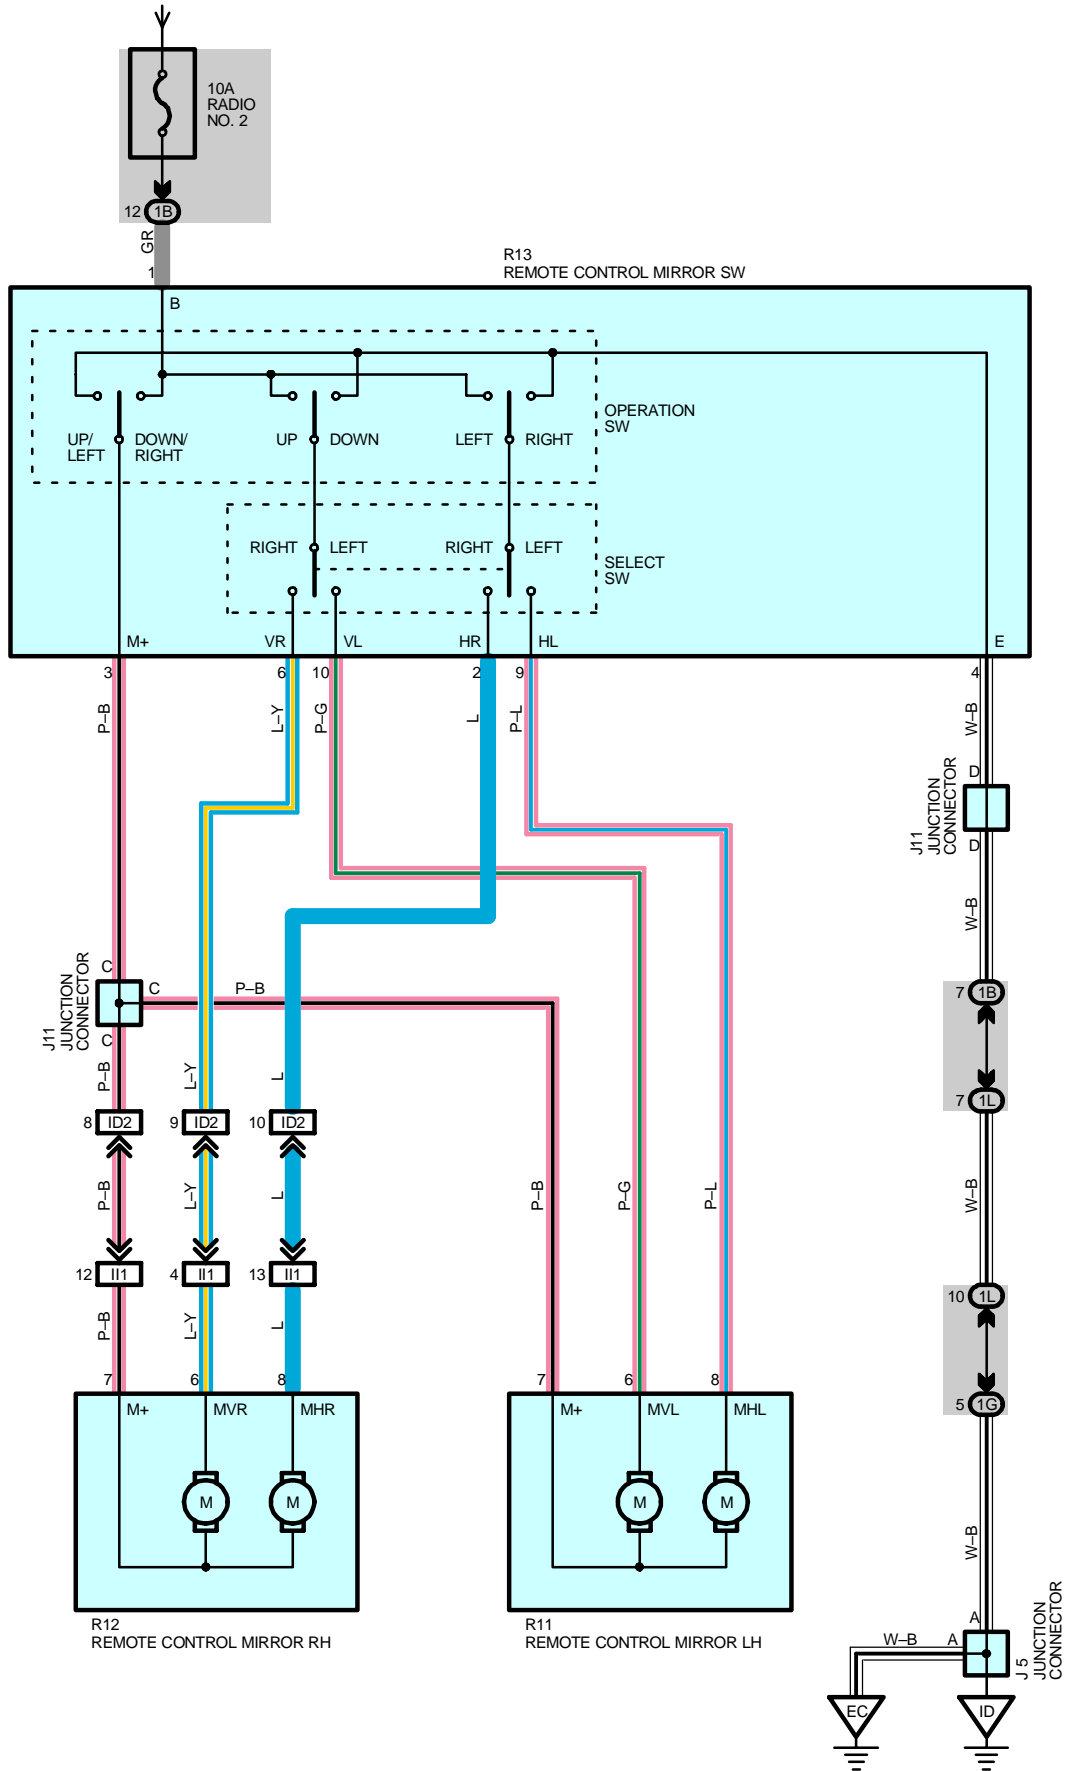 10A
RADIO
NO. 2
12 1B
GR
1
R13
REMOTE CONTROL MIRROR SW
B
OPERATION
SW
UP/
LEFT
DOWN/
RIGHT
UP
DOWN
LEFT
RIGHT
RIGHT
LEFT
RIGHT
LEFT
SELECT
SW
M+
VR
VL
HR
HL
E
3
6
10
2
9
4
P–B
L–Y
P–G
L
P–L
W–B
D
J11
JUNCTION
CONNECTOR
D
W–B
C
C
P–B
J11
JUNCTION
CONNECTOR
C
7 1B
P–B
L–Y
L
8 ID2
9 ID2
10 ID2
7 1L
P–B
L–Y
L
P–B
P–G
P–L
W–B
12 II1
4 II1
13 II1
10 1L
P–B
L–Y
L
7
6
8
7
6
8
5 1G
M+
MVR
MHR
M+
MVL
MHL
M
M
M
M
W–B
R12
REMOTE CONTROL MIRROR RH
R11
REMOTE CONTROL MIRROR LH
A
W–B
A
J 5
JUNCTION
CONNECTOR
EC
ID